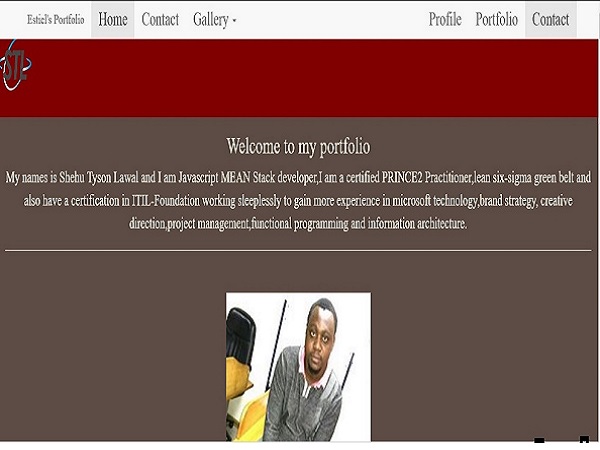 Esticl's Portfolio Home Contact Gallery Profile Portfolio Contact
STL
Welcome to my portfolio
My names is Shehu Tyson Lawal and I am Javascript MEAN Stack developer,I am a certified PRINCE2 Practitioner,lean six-sigma green belt and
also have a certification in ITIL-Foundation working sleeplessly to gain more experience in microsoft technology,brand strategy, creative
direction,project management,functional programming and information architecture.